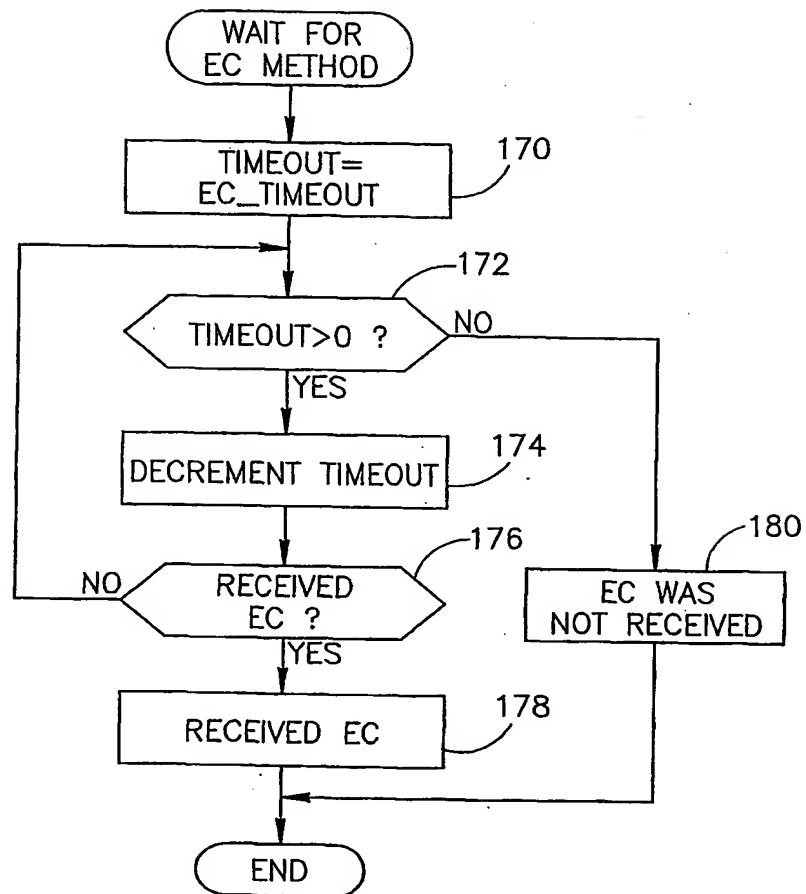 WAIT FOR
EC METHOD
170
TIMEOUT=
EC_TIMEOUT
172
TIMEOUT>0 ?
NO
YES
174
DECREMENT TIMEOUT
176
NO
RECEIVED
EC ?
YES
180
EC WAS
NOT RECEIVED
178
RECEIVED EC
END